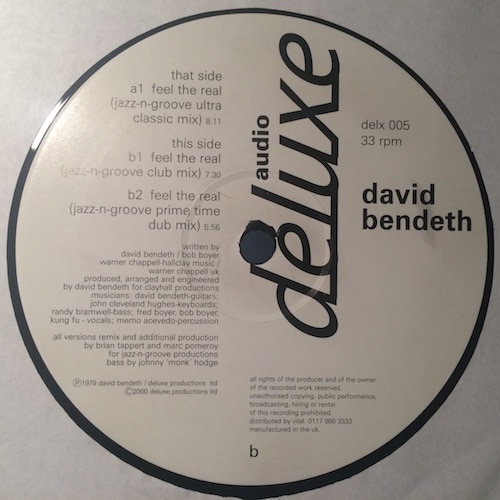 that side
a1 feel the real
(jazz-n-groove ultra
classic mix) 8.11
this side
b1 feel the real
(jazz-n-groove club mix) 7.30
b2 feel the real
(jazz-n-groove prime time
dub mix) 5.56
written by
david bendeth / bob boyer
warner chappell-hallclay music /
warner chappell uk
produced, arranged and engineered
by david bendeth for clayhall productions
musicians: david bendeth-guitars;
john cleveland hughes-keyboards;
randy bramwell-bass; fred boyer, bob boyer,
kung fu - vocals; memo acevedo-percussion
all versions remix and additional production
by brian tappert and marc pomeroy
for jazz-n-groove productions
bass by johnny 'monk' hodge
℗1979 david bendeth / deluxe productions ltd
©2000 deluxe productions ltd
audio
deluxe
delx 005
33 rpm
david
bendeth
all rights of the producer and of the owner
of the recorded work reserved.
unauthorised copying, public performance,
broadcasting, hiring or rental
of this recording prohibited.
distributed by vital. 0117 988 3333
manufactured in the uk.
b